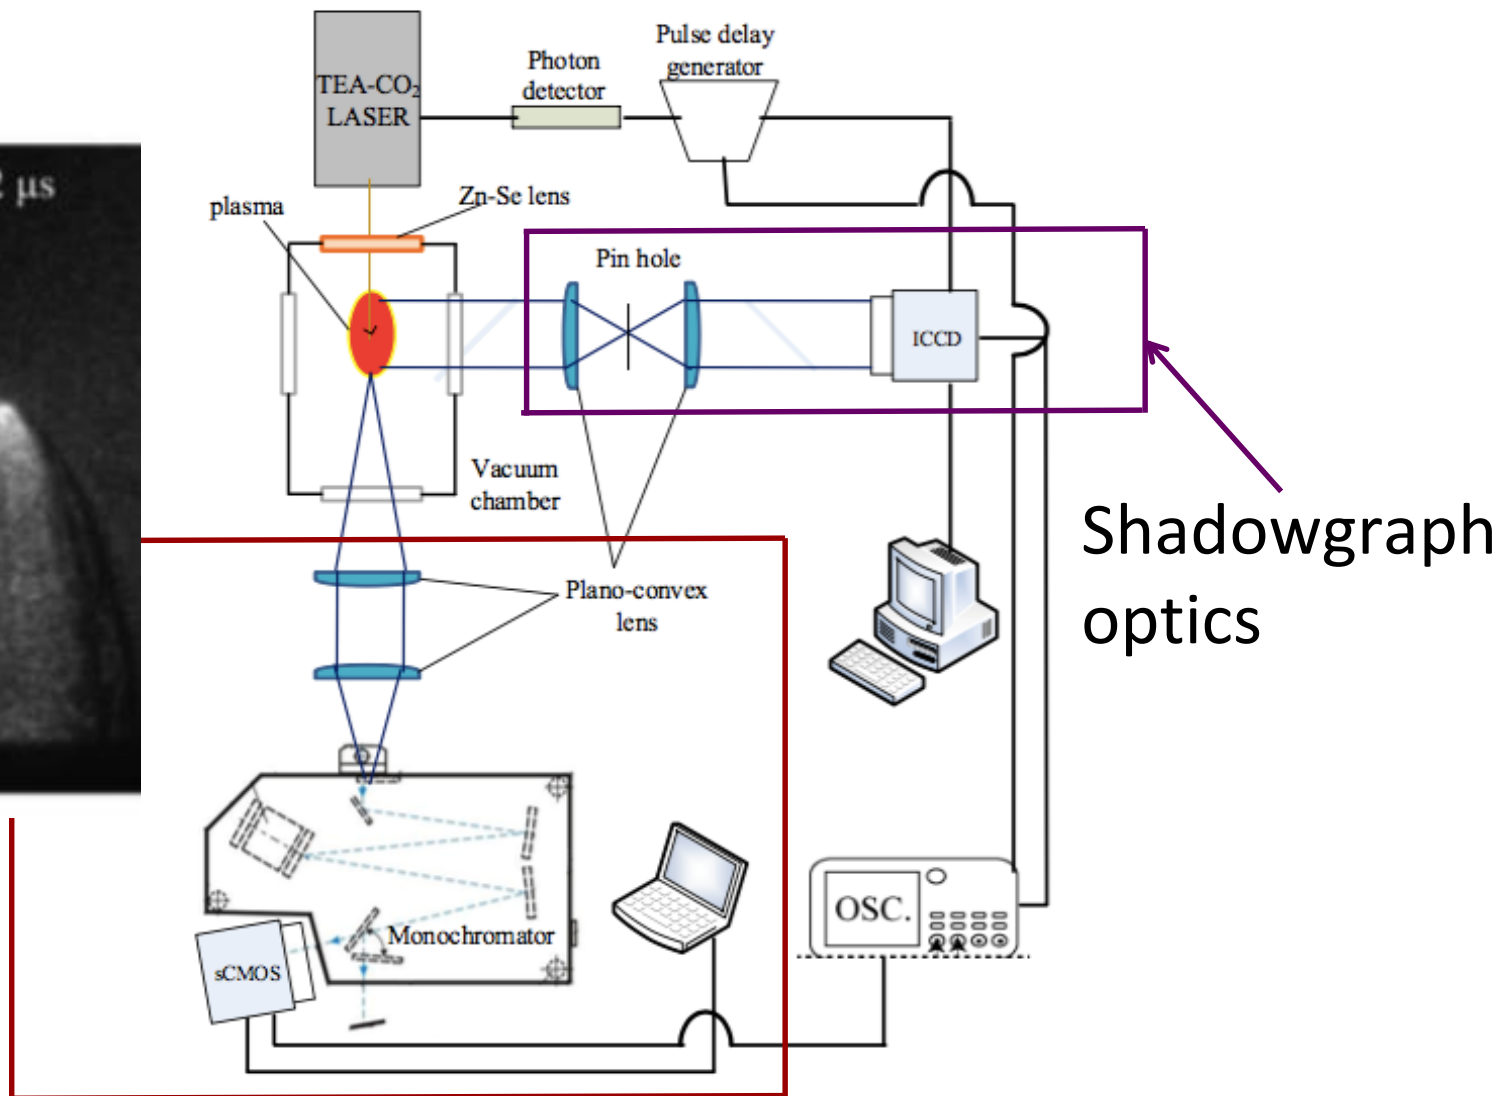 TEA-CO₂
LASER
Photon
detector
Pulse delay
generator
2 µs
plasma
Zn-Se lens
Pin hole
ICCD
Vacuum
chamber
Shadowgraph
optics
Plano-convex
lens
OSC.
Monochromator
sCMOS